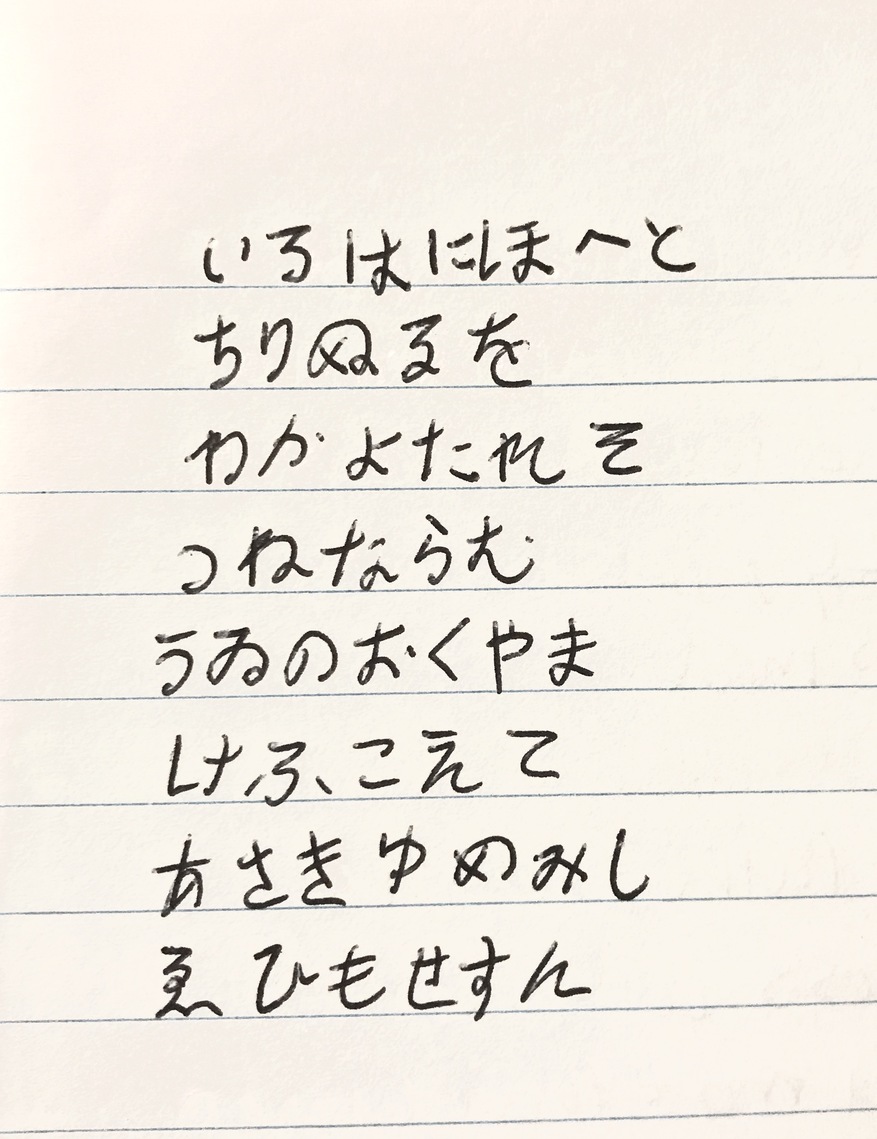 いろはにほへと
ちりぬるを
わかよたれそ
つねならむ
うゐのおくやま
けふこえて
あさきゆめみし
ゑひもせすん